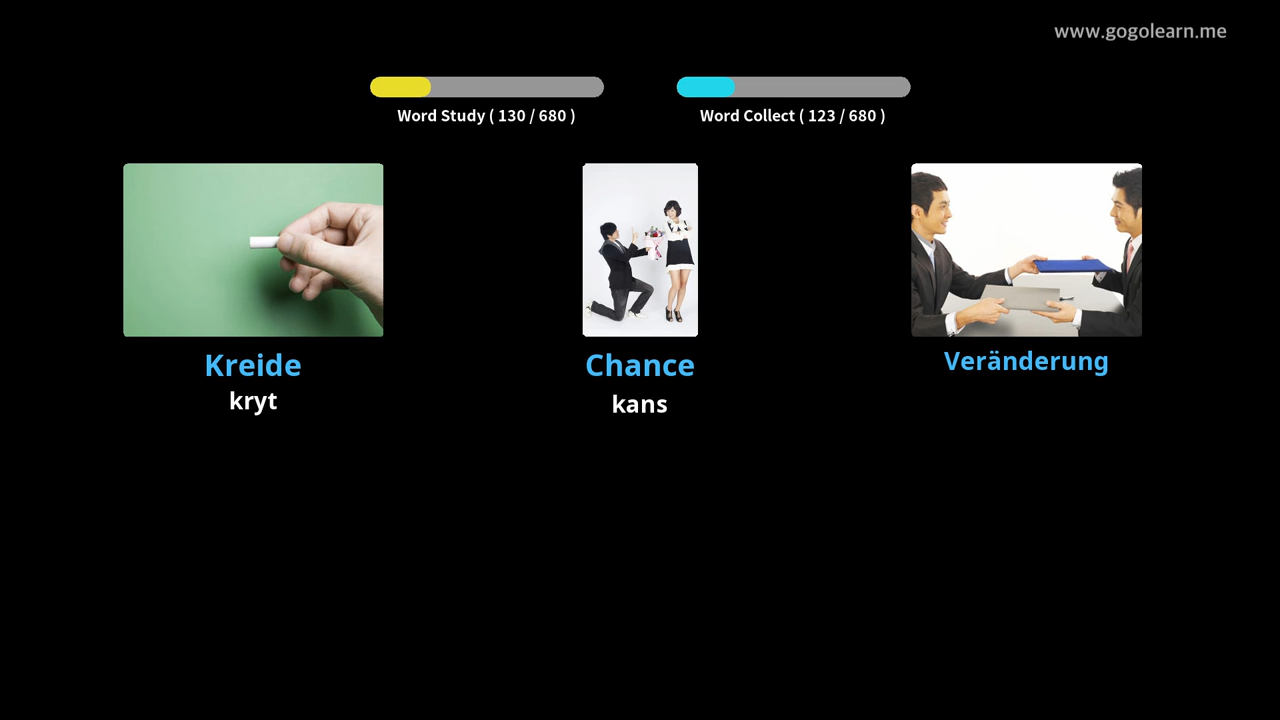 www.gogolearn.me
Word Study ( 130 / 680 )
Word Collect ( 123 / 680 )
Kreide
kryt
Chance
kans
Veränderung